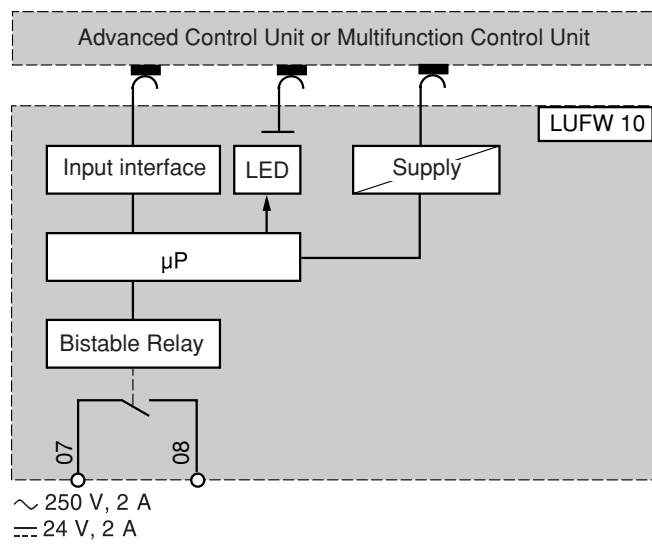 Advanced Control Unit or Multifunction Control Unit
LUFW 10
Input interface
LED
Supply
µP
Bistable Relay
07
08
250 V, 2 A
24 V, 2 A